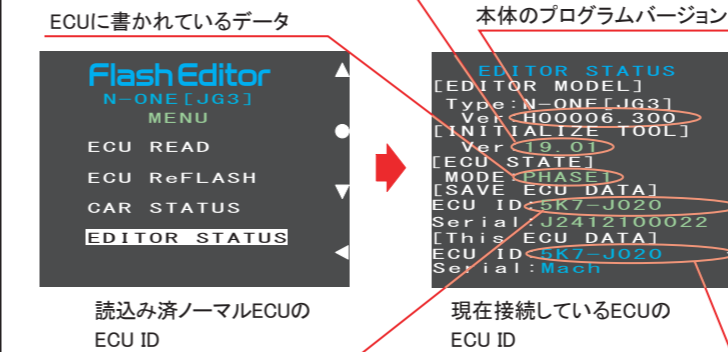 ECUに書かれているデータ
本体のプログラムバージョン
Flash Editor
N-ONE[JG3]
MENU
ECU READ
ECU ReFLASH
CAR STATUS
EDITOR STATUS
EDITOR STATUS
[EDITOR MODEL]
Type:N-ONE[JG3]
Ver H00006.300
[INITIALIZE TOOL]
Ver 19.01
[ECU STATE]
MODE:PHASE1
[SAVE ECU DATA]
ECU ID:5K7-J020
Serial:J2412100022
[This ECU DATA]
ECU ID:5K7-J020
Serial:Mach
読込み済ノーマルECUの
ECU ID
現在接続しているECUの
ECU ID